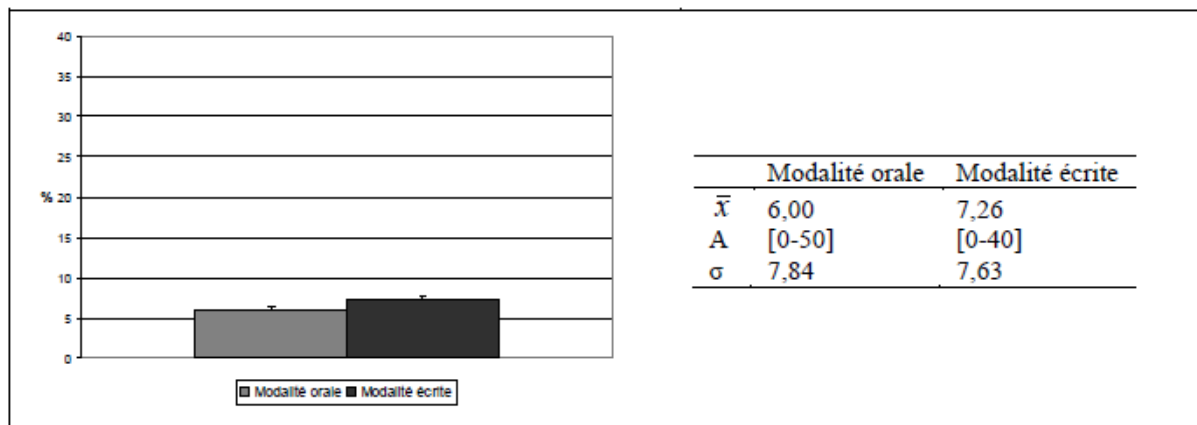 40
35
30
25
% 20
15
10
5
0
Modalité orale Modalité écrite
Modalité orale Modalité écrite
x̄ 6,00 7,26
A [0-50] [0-40]
σ 7,84 7,63